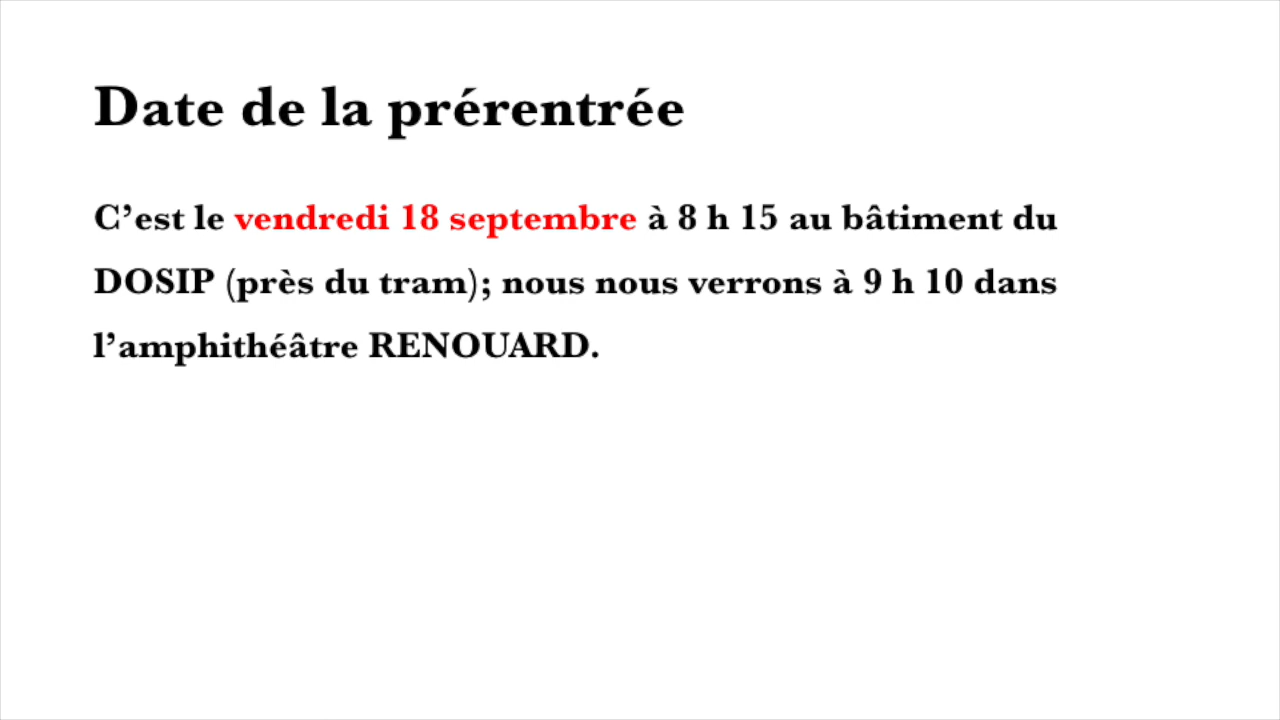 Date de la prérentrée
C’est le vendredi 18 septembre à 8 h 15 au bâtiment du
DOSIP (près du tram); nous nous verrons à 9 h 10 dans
l’amphithéâtre RENOUARD.